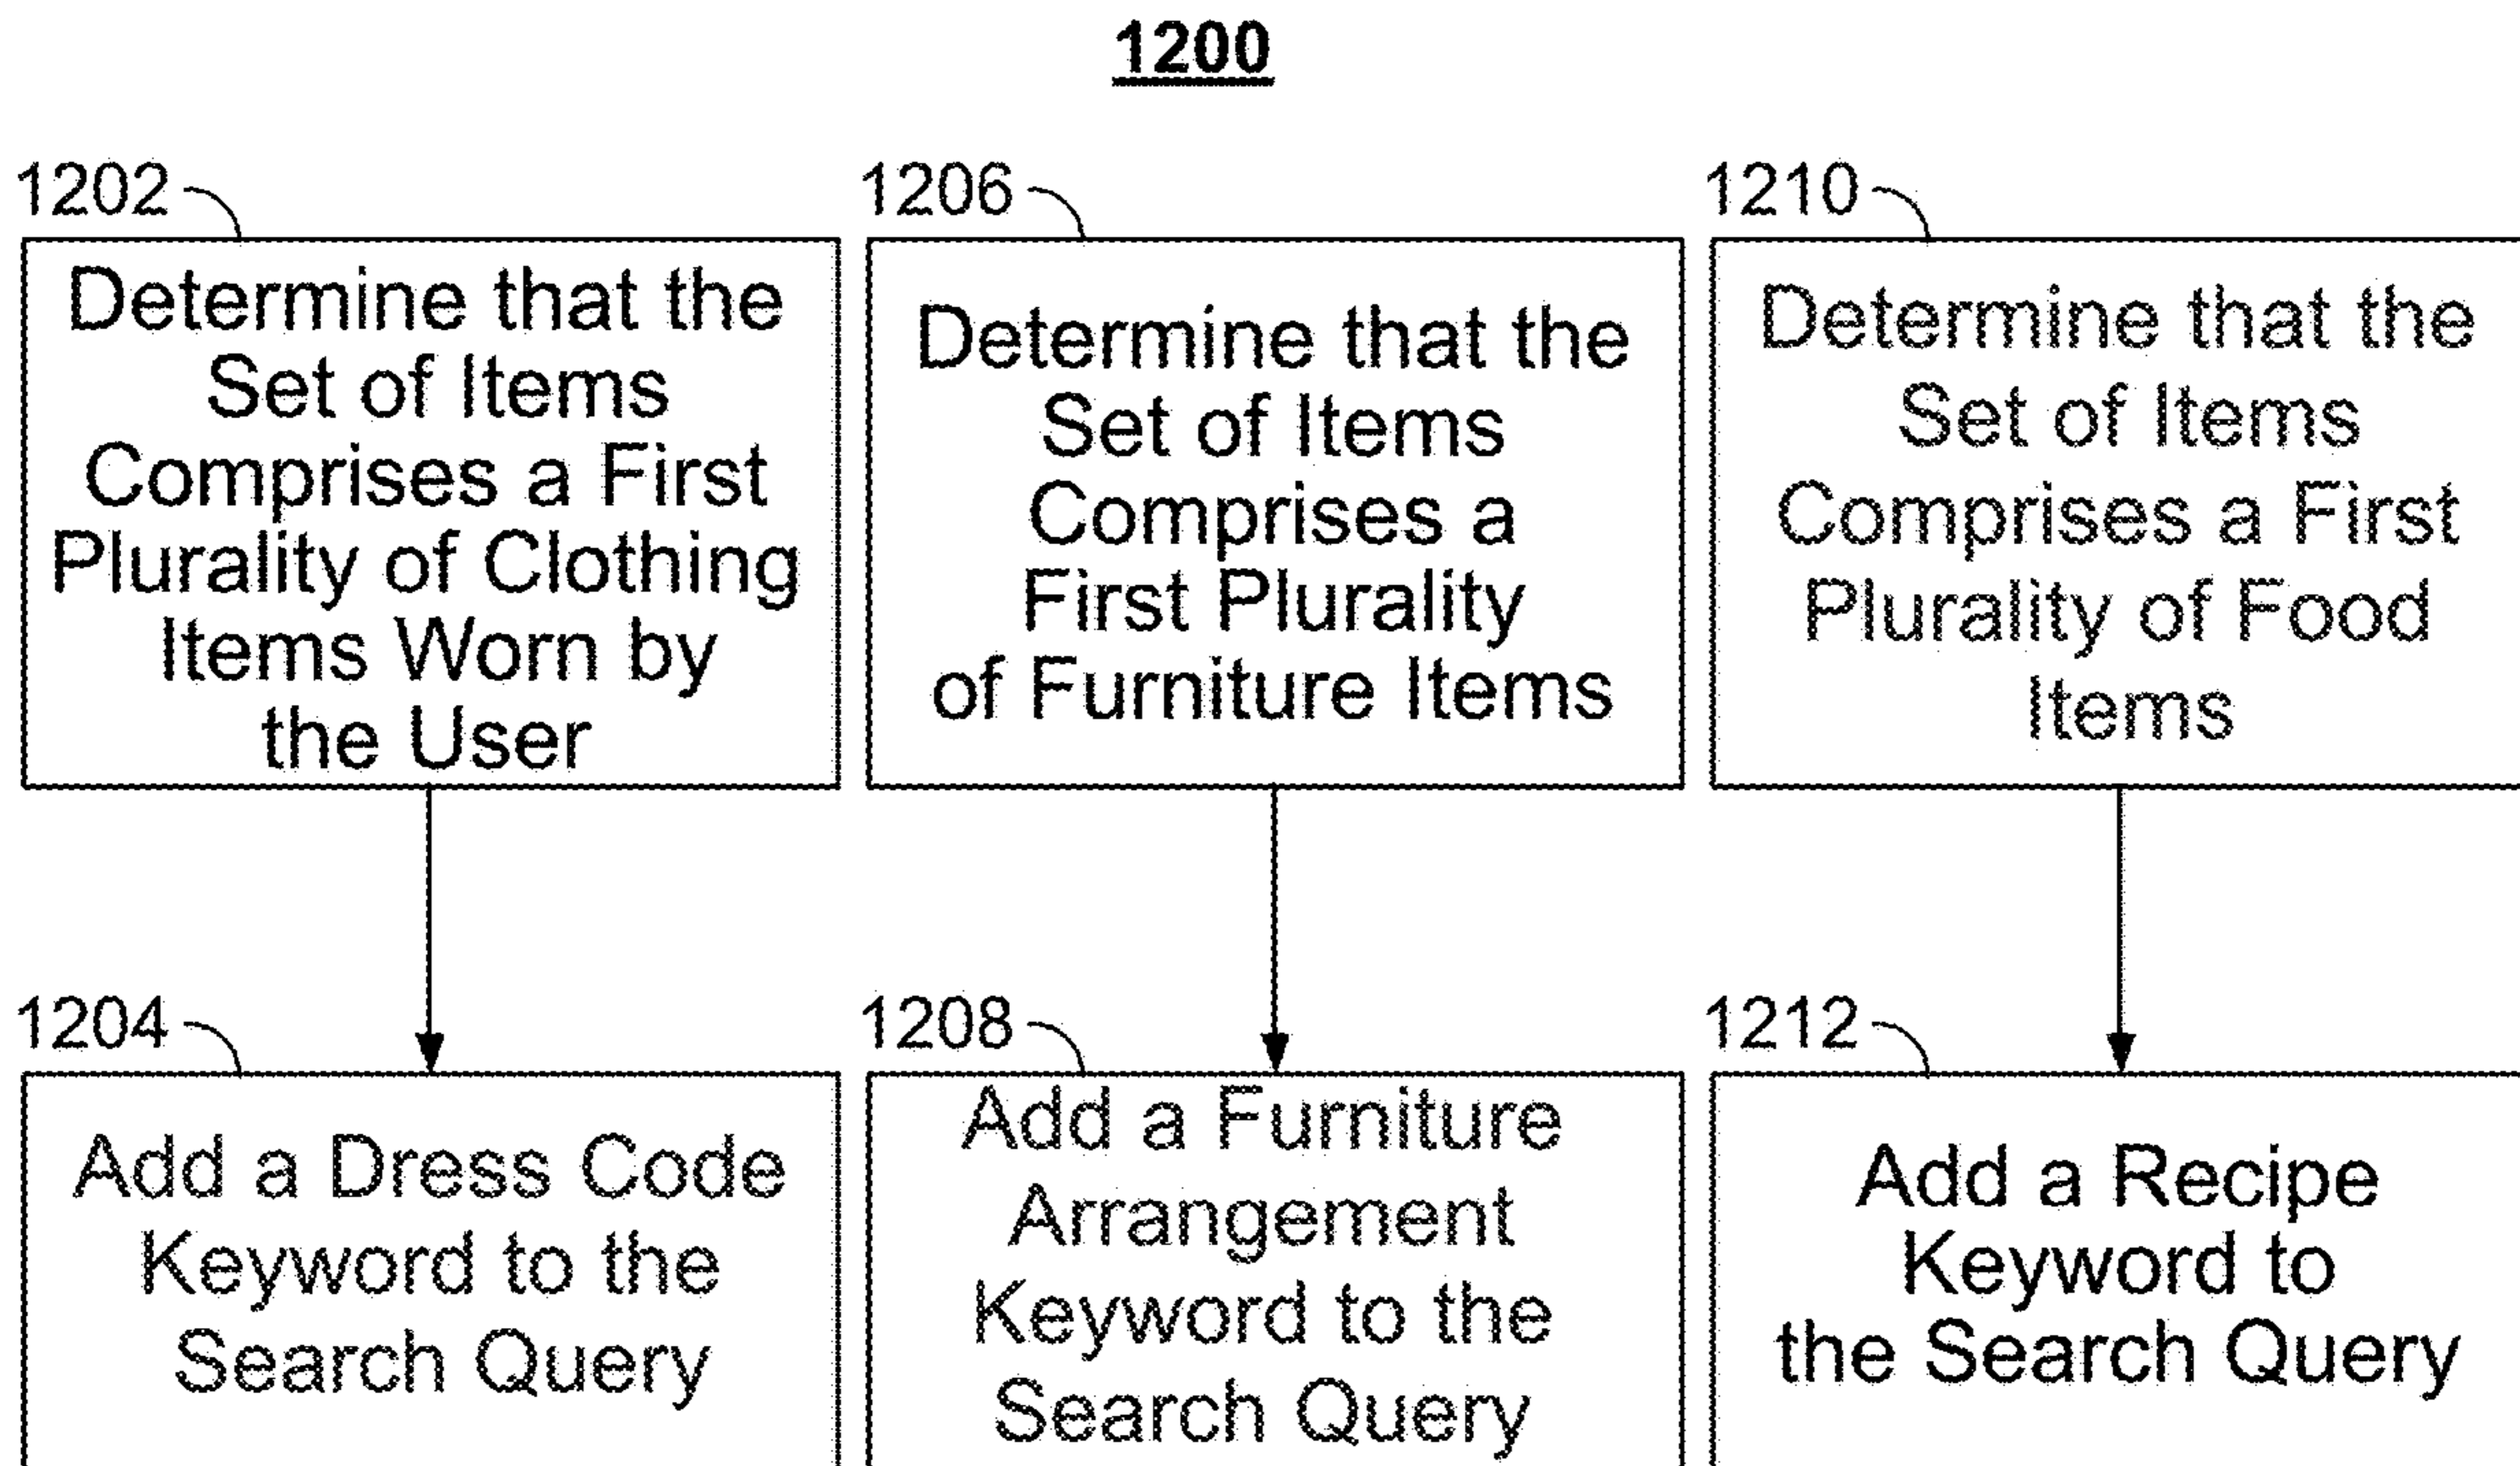 1200
1202
Determine that the
Set of Items
Comprises a First
Plurality of Clothing
Items Worn by
the User
1206
Determine that the
Set of Items
Comprises a
First Plurality
of Furniture Items
1210
Determine that the
Set of Items
Comprises a First
Plurality of Food
Items
1204
Add a Dress Code
Keyword to the
Search Query
1208
Add a Furniture
Arrangement
Keyword to the
Search Query
1212
Add a Recipe
Keyword to
the Search Query